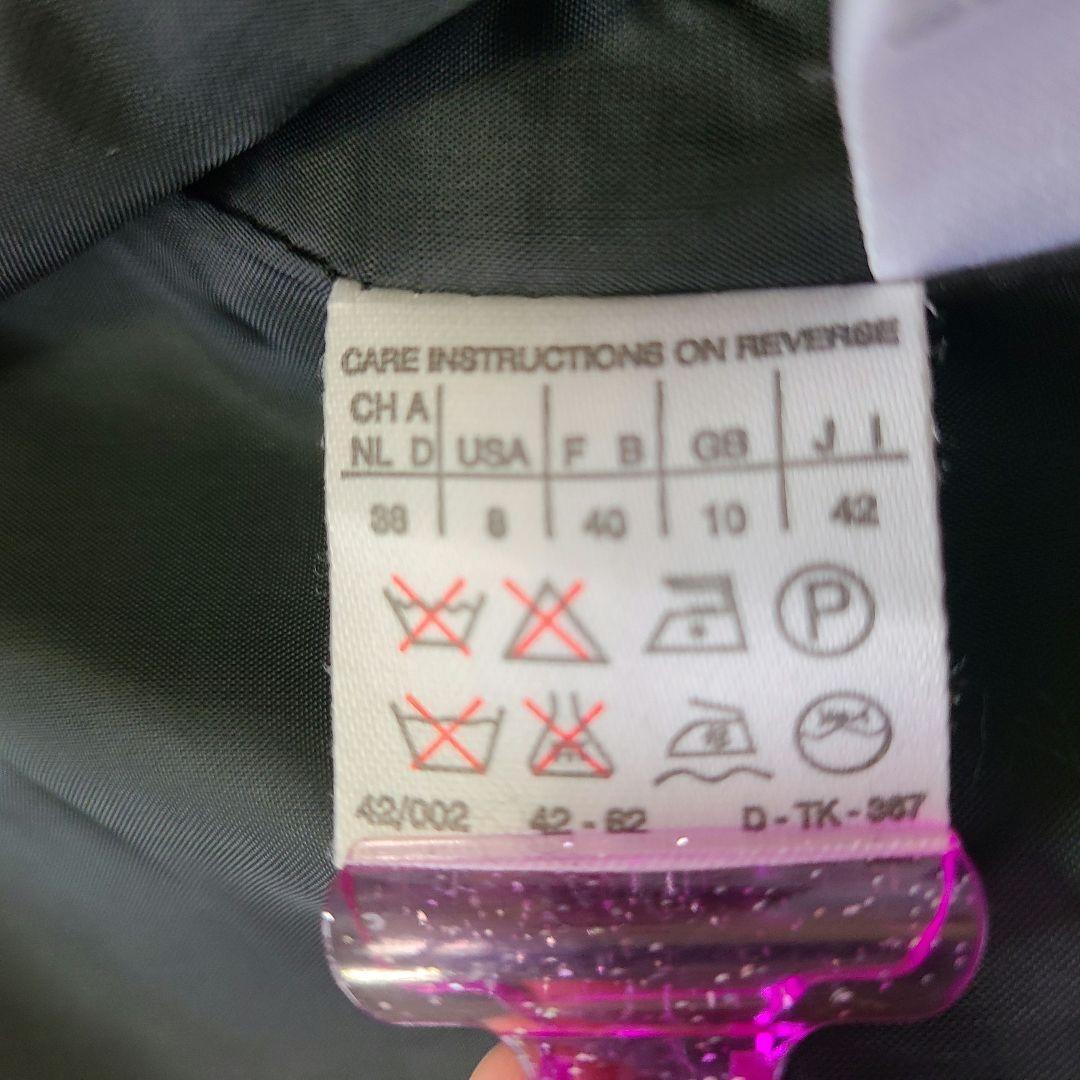 CARE INSTRUCTIONS ON REVERSE
CH A
NL D USA F B GB J I
38 8 40 10 42
P
42/002 42 - 62 D - TK - 367